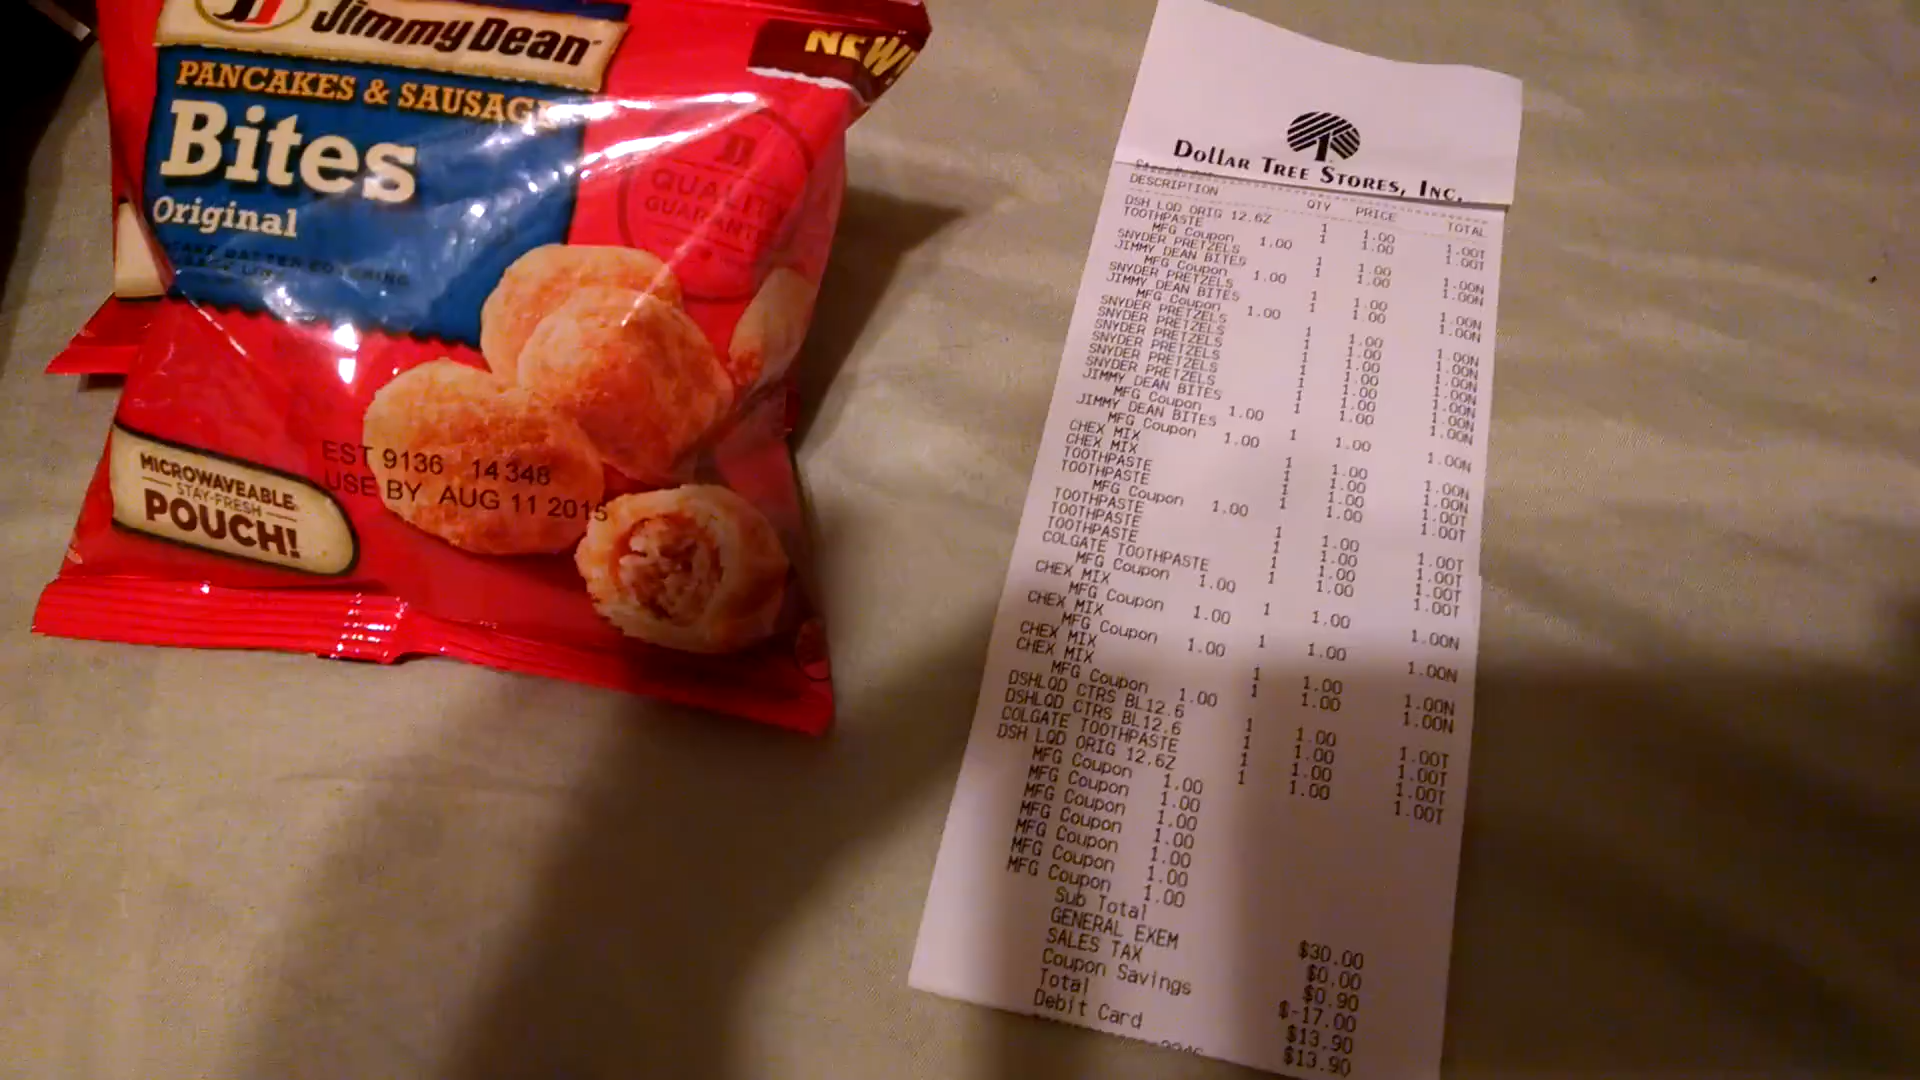 Jimmy Dean
NEW!
PANCAKES & SAUSAGE
Bites
Original
QUALITY
GUARANT
EST 9136 14348
USE BY AUG 11 2015
MICROWAVEABLE
STAY-FRESH
POUCH!
DOLLAR TREE STORES, INC.
DESCRIPTION QTY PRICE TOTAL
DSH LQD ORIG 12.6Z 1 1.00 1.00T
TOOTHPASTE 1 1.00 1.00T
MFG Coupon 1.00
SNYDER PRETZELS 1 1.00 1.00N
JIMMY DEAN BITES 1 1.00 1.00N
MFG Coupon 1.00
SNYDER PRETZELS 1 1.00 1.00N
JIMMY DEAN BITES 1 1.00 1.00N
MFG Coupon 1.00
SNYDER PRETZELS 1 1.00 1.00N
SNYDER PRETZELS 1 1.00 1.00N
SNYDER PRETZELS 1 1.00 1.00N
SNYDER PRETZELS 1 1.00 1.00N
SNYDER PRETZELS 1 1.00 1.00N
SNYDER PRETZELS 1 1.00 1.00N
JIMMY DEAN BITES 1 1.00 1.00N
MFG Coupon 1.00
JIMMY DEAN BITES 1 1.00 1.00N
MFG Coupon 1.00
CHEX MIX 1 1.00 1.00N
CHEX MIX 1 1.00 1.00N
TOOTHPASTE 1 1.00 1.00T
TOOTHPASTE 1 1.00 1.00T
MFG Coupon 1.00
TOOTHPASTE 1 1.00 1.00T
TOOTHPASTE 1 1.00 1.00T
TOOTHPASTE 1 1.00 1.00T
COLGATE TOOTHPASTE 1 1.00 1.00T
MFG Coupon 1.00
CHEX MIX 1 1.00 1.00N
MFG Coupon 1.00
CHEX MIX 1 1.00 1.00N
MFG Coupon 1.00
CHEX MIX 1 1.00 1.00N
CHEX MIX 1 1.00 1.00N
MFG Coupon 1.00
DSHLQD CTRS BL12.6 1 1.00 1.00T
DSHLQD CTRS BL12.6 1 1.00 1.00T
COLGATE TOOTHPASTE 1 1.00 1.00T
DSH LQD ORIG 12.6Z 1 1.00 1.00T
MFG Coupon 1.00
MFG Coupon 1.00
MFG Coupon 1.00
MFG Coupon 1.00
MFG Coupon 1.00
MFG Coupon 1.00
MFG Coupon 1.00
Sub Total $30.00
GENERAL EXEM $0.00
SALES TAX $0.90
Coupon Savings $-17.00
Total $13.90
Debit Card $13.90